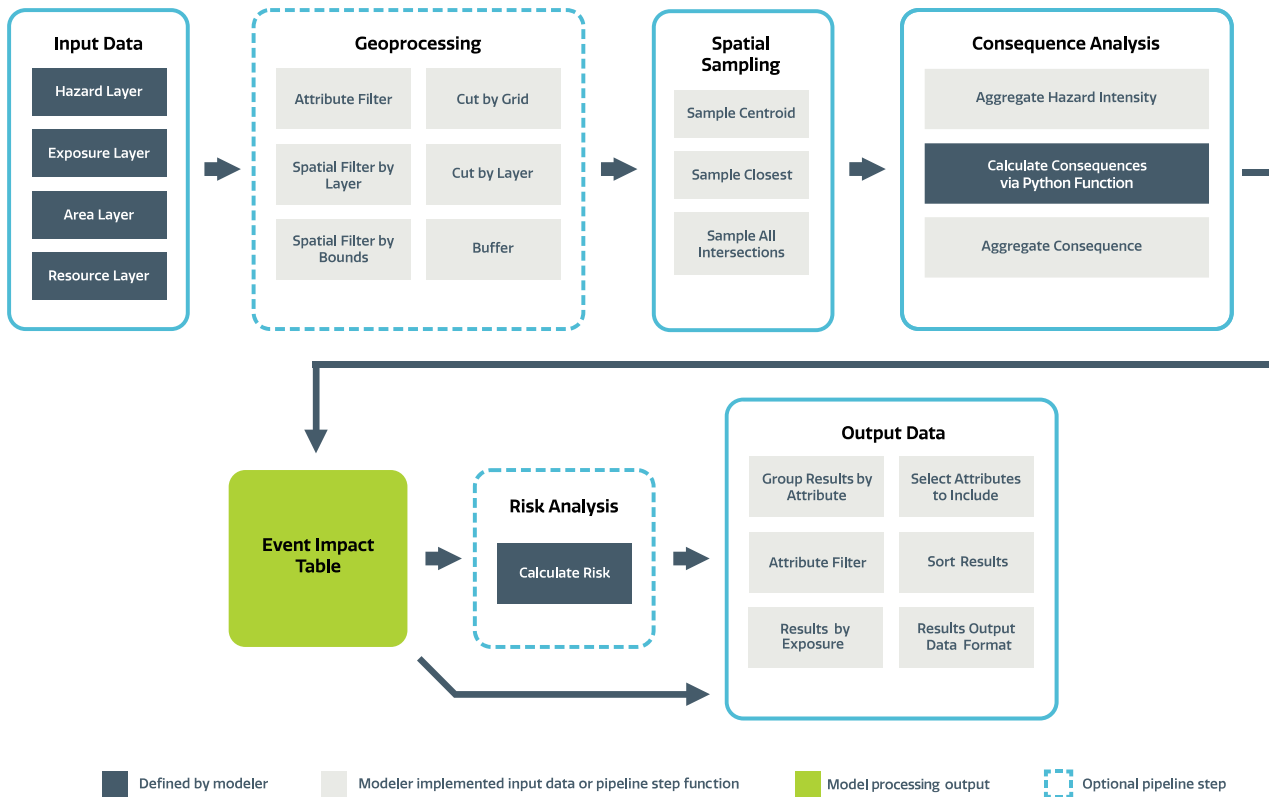 Input Data
Hazard Layer
Exposure Layer
Area Layer
Resource Layer
Geoprocessing
Attribute Filter
Cut by Grid
Spatial Filter by
Layer
Cut by Layer
Spatial Filter by
Bounds
Buffer
Spatial
Sampling
Sample Centroid
Sample Closest
Sample All
Intersections
Consequence Analysis
Aggregate Hazard Intensity
Calculate Consequences
via Python Function
Aggregate Consequence
Event Impact
Table
Risk Analysis
Calculate Risk
Output Data
Group Results by
Attribute
Select Attributes
to Include
Attribute Filter
Sort Results
Results by
Exposure
Results Output
Data Format
Defined by modeler
Modeler implemented input data or pipeline step function
Model processing output
Optional pipeline step